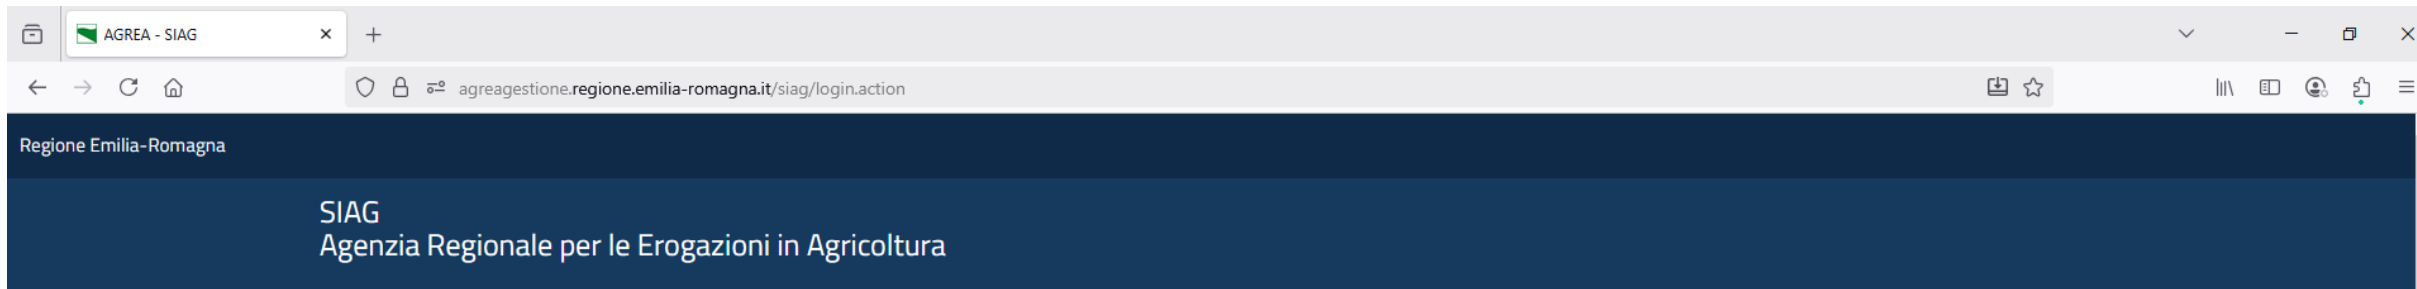 AGREA - SIAG
agreagestione.regione.emilia-romagna.it/siag/login.action
Regione Emilia-Romagna
SIAG
Agenzia Regionale per le Erogazioni in Agricoltura